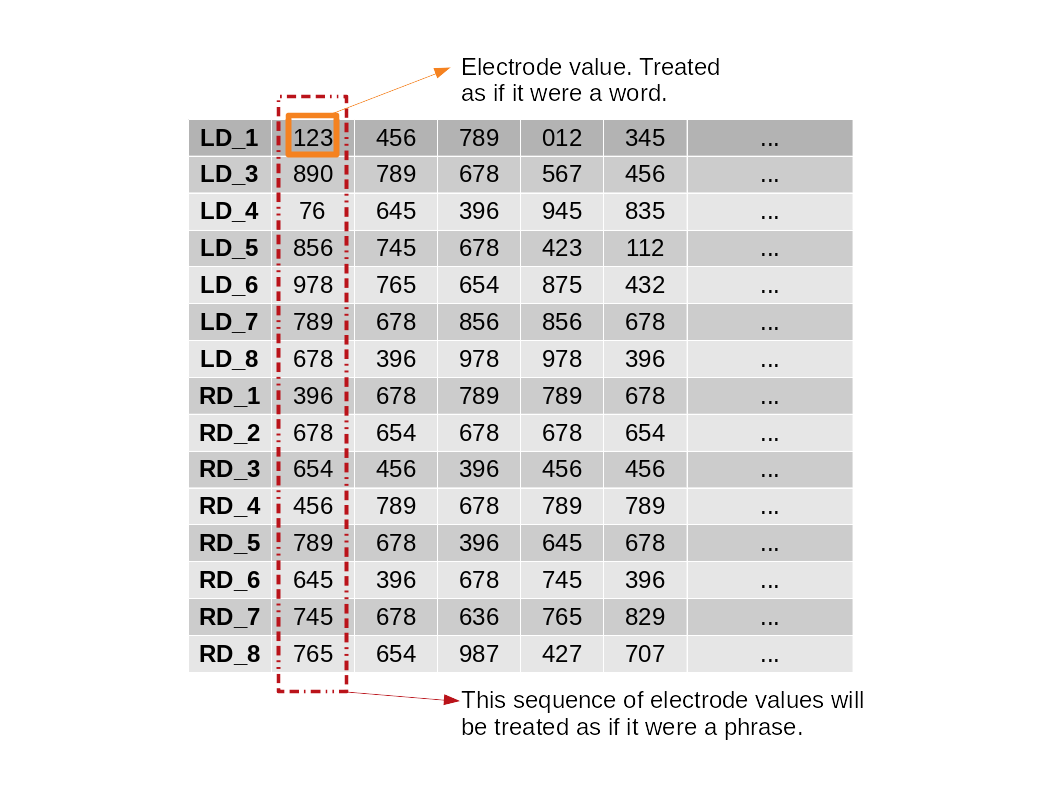 Electrode value. Treated
as if it were a word.
LD_1 123 456 789 012 345 ...
LD_3 890 789 678 567 456 ...
LD_4 76 645 396 945 835 ...
LD_5 856 745 678 423 112 ...
LD_6 978 765 654 875 432 ...
LD_7 789 678 856 856 678 ...
LD_8 678 396 978 978 396 ...
RD_1 396 678 789 789 678 ...
RD_2 678 654 678 678 654 ...
RD_3 654 456 396 456 456 ...
RD_4 456 789 678 789 789 ...
RD_5 789 678 396 645 678 ...
RD_6 645 396 678 745 396 ...
RD_7 745 678 636 765 829 ...
RD_8 765 654 987 427 707 ...
This sequence of electrode values will
be treated as if it were a phrase.